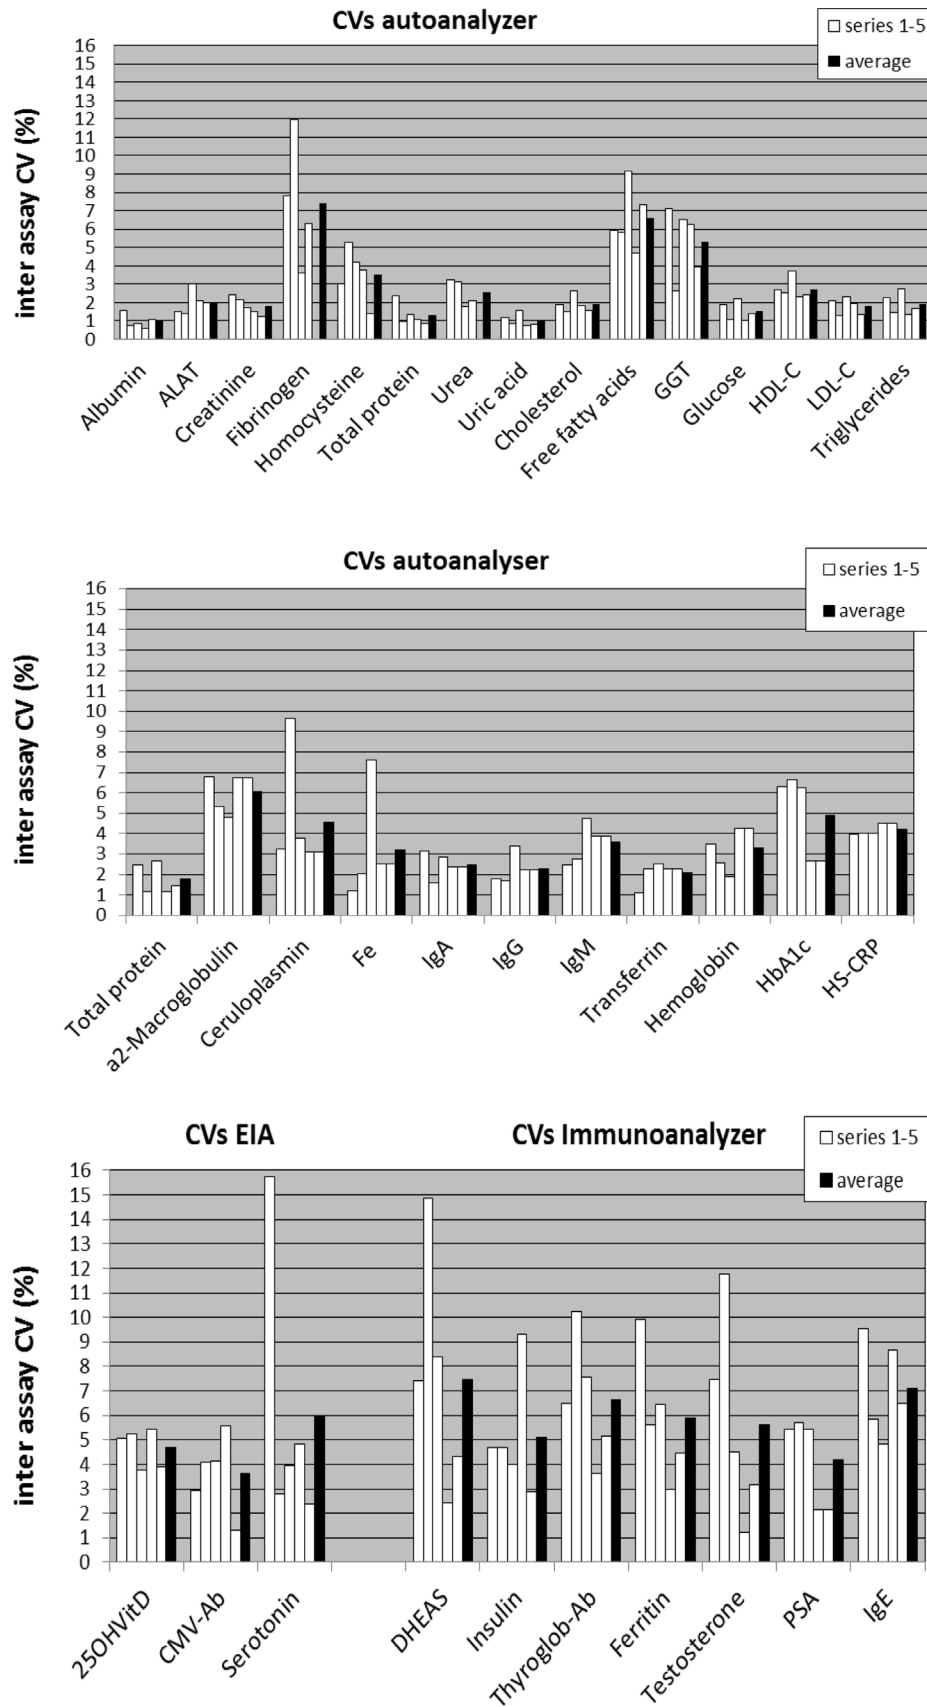 CVs autoanalyzer
series 1-5
average
inter assay CV (%)
16
15
14
13
12
11
10
9
8
7
6
5
4
3
2
1
0
Albumin
ALAT
Creatinine
Fibrinogen
Homocysteine
Total protein
Urea
Uric acid
Cholesterol
Free fatty acids
GGT
Glucose
HDL-C
LDL-C
Triglycerides
CVs autoanalyser
series 1-5
average
inter assay CV (%)
16
15
14
13
12
11
10
9
8
7
6
5
4
3
2
1
0
Total protein
a2-Macroglobulin
Ceruloplasmin
Fe
IgA
IgG
IgM
Transferrin
Hemoglobin
HbA1c
HS-CRP
CVs EIA
CVs Immunoanalyzer
series 1-5
average
inter assay CV (%)
16
15
14
13
12
11
10
9
8
7
6
5
4
3
2
1
0
25OHVitD
CMV-Ab
Serotonin
DHEAS
Insulin
Thyroglob-Ab
Ferritin
Testosterone
PSA
IgE